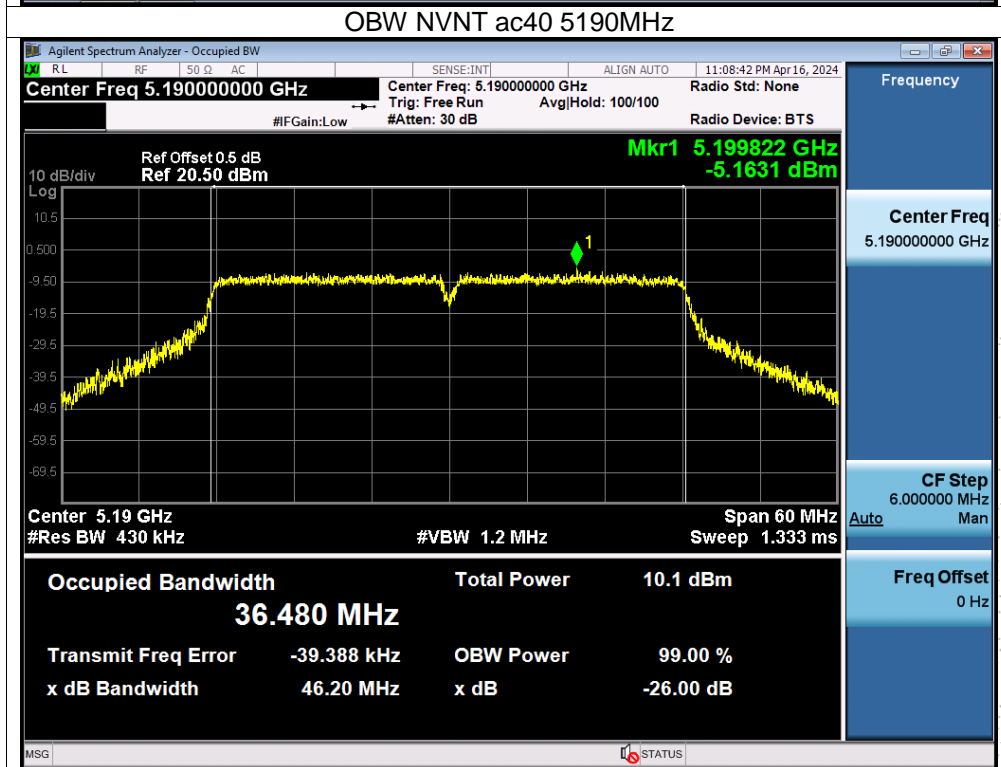 OBW NVNT ac40 5190MHz
Agilent Spectrum Analyzer - Occupied BW
LXI RL RF 50 Ω AC SENSE:INT ALIGN AUTO 11:08:42 PM Apr 16, 2024
Center Freq 5.190000000 GHz
Center Freq: 5.190000000 GHz Radio Std: None
Trig: Free Run Avg|Hold: 100/100
#IFGain:Low #Atten: 30 dB Radio Device: BTS
Frequency
Mkr1 5.199822 GHz
-5.1631 dBm
Ref Offset 0.5 dB
10 dB/div Ref 20.50 dBm
Log
10.5
0.500
-9.50
-19.5
-29.5
-39.5
-49.5
-59.5
-69.5
1
Center 5.19 GHz Span 60 MHz
#Res BW 430 kHz #VBW 1.2 MHz Sweep 1.333 ms
Occupied Bandwidth Total Power 10.1 dBm
36.480 MHz
Transmit Freq Error -39.388 kHz OBW Power 99.00 %
x dB Bandwidth 46.20 MHz x dB -26.00 dB
Center Freq
5.190000000 GHz
CF Step
6.000000 MHz
Auto Man
Freq Offset
0 Hz
MSG STATUS